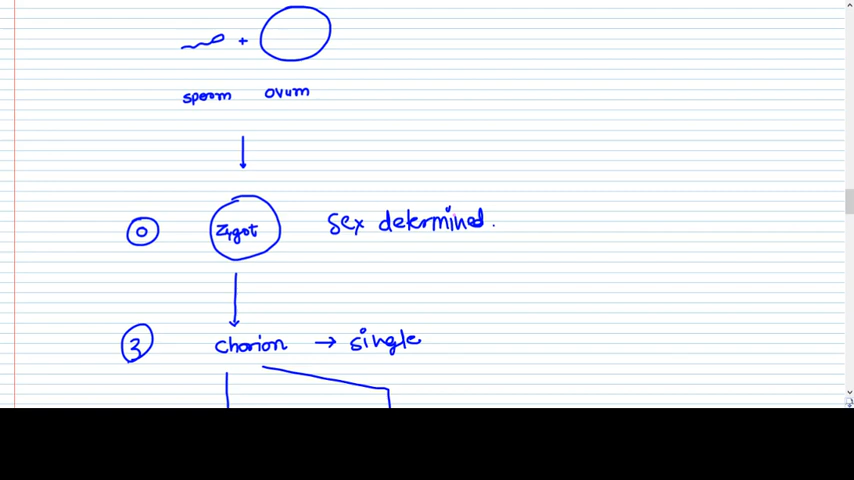 +
sperm ovum
0 Zygot Sex determined.
3 chorion → single